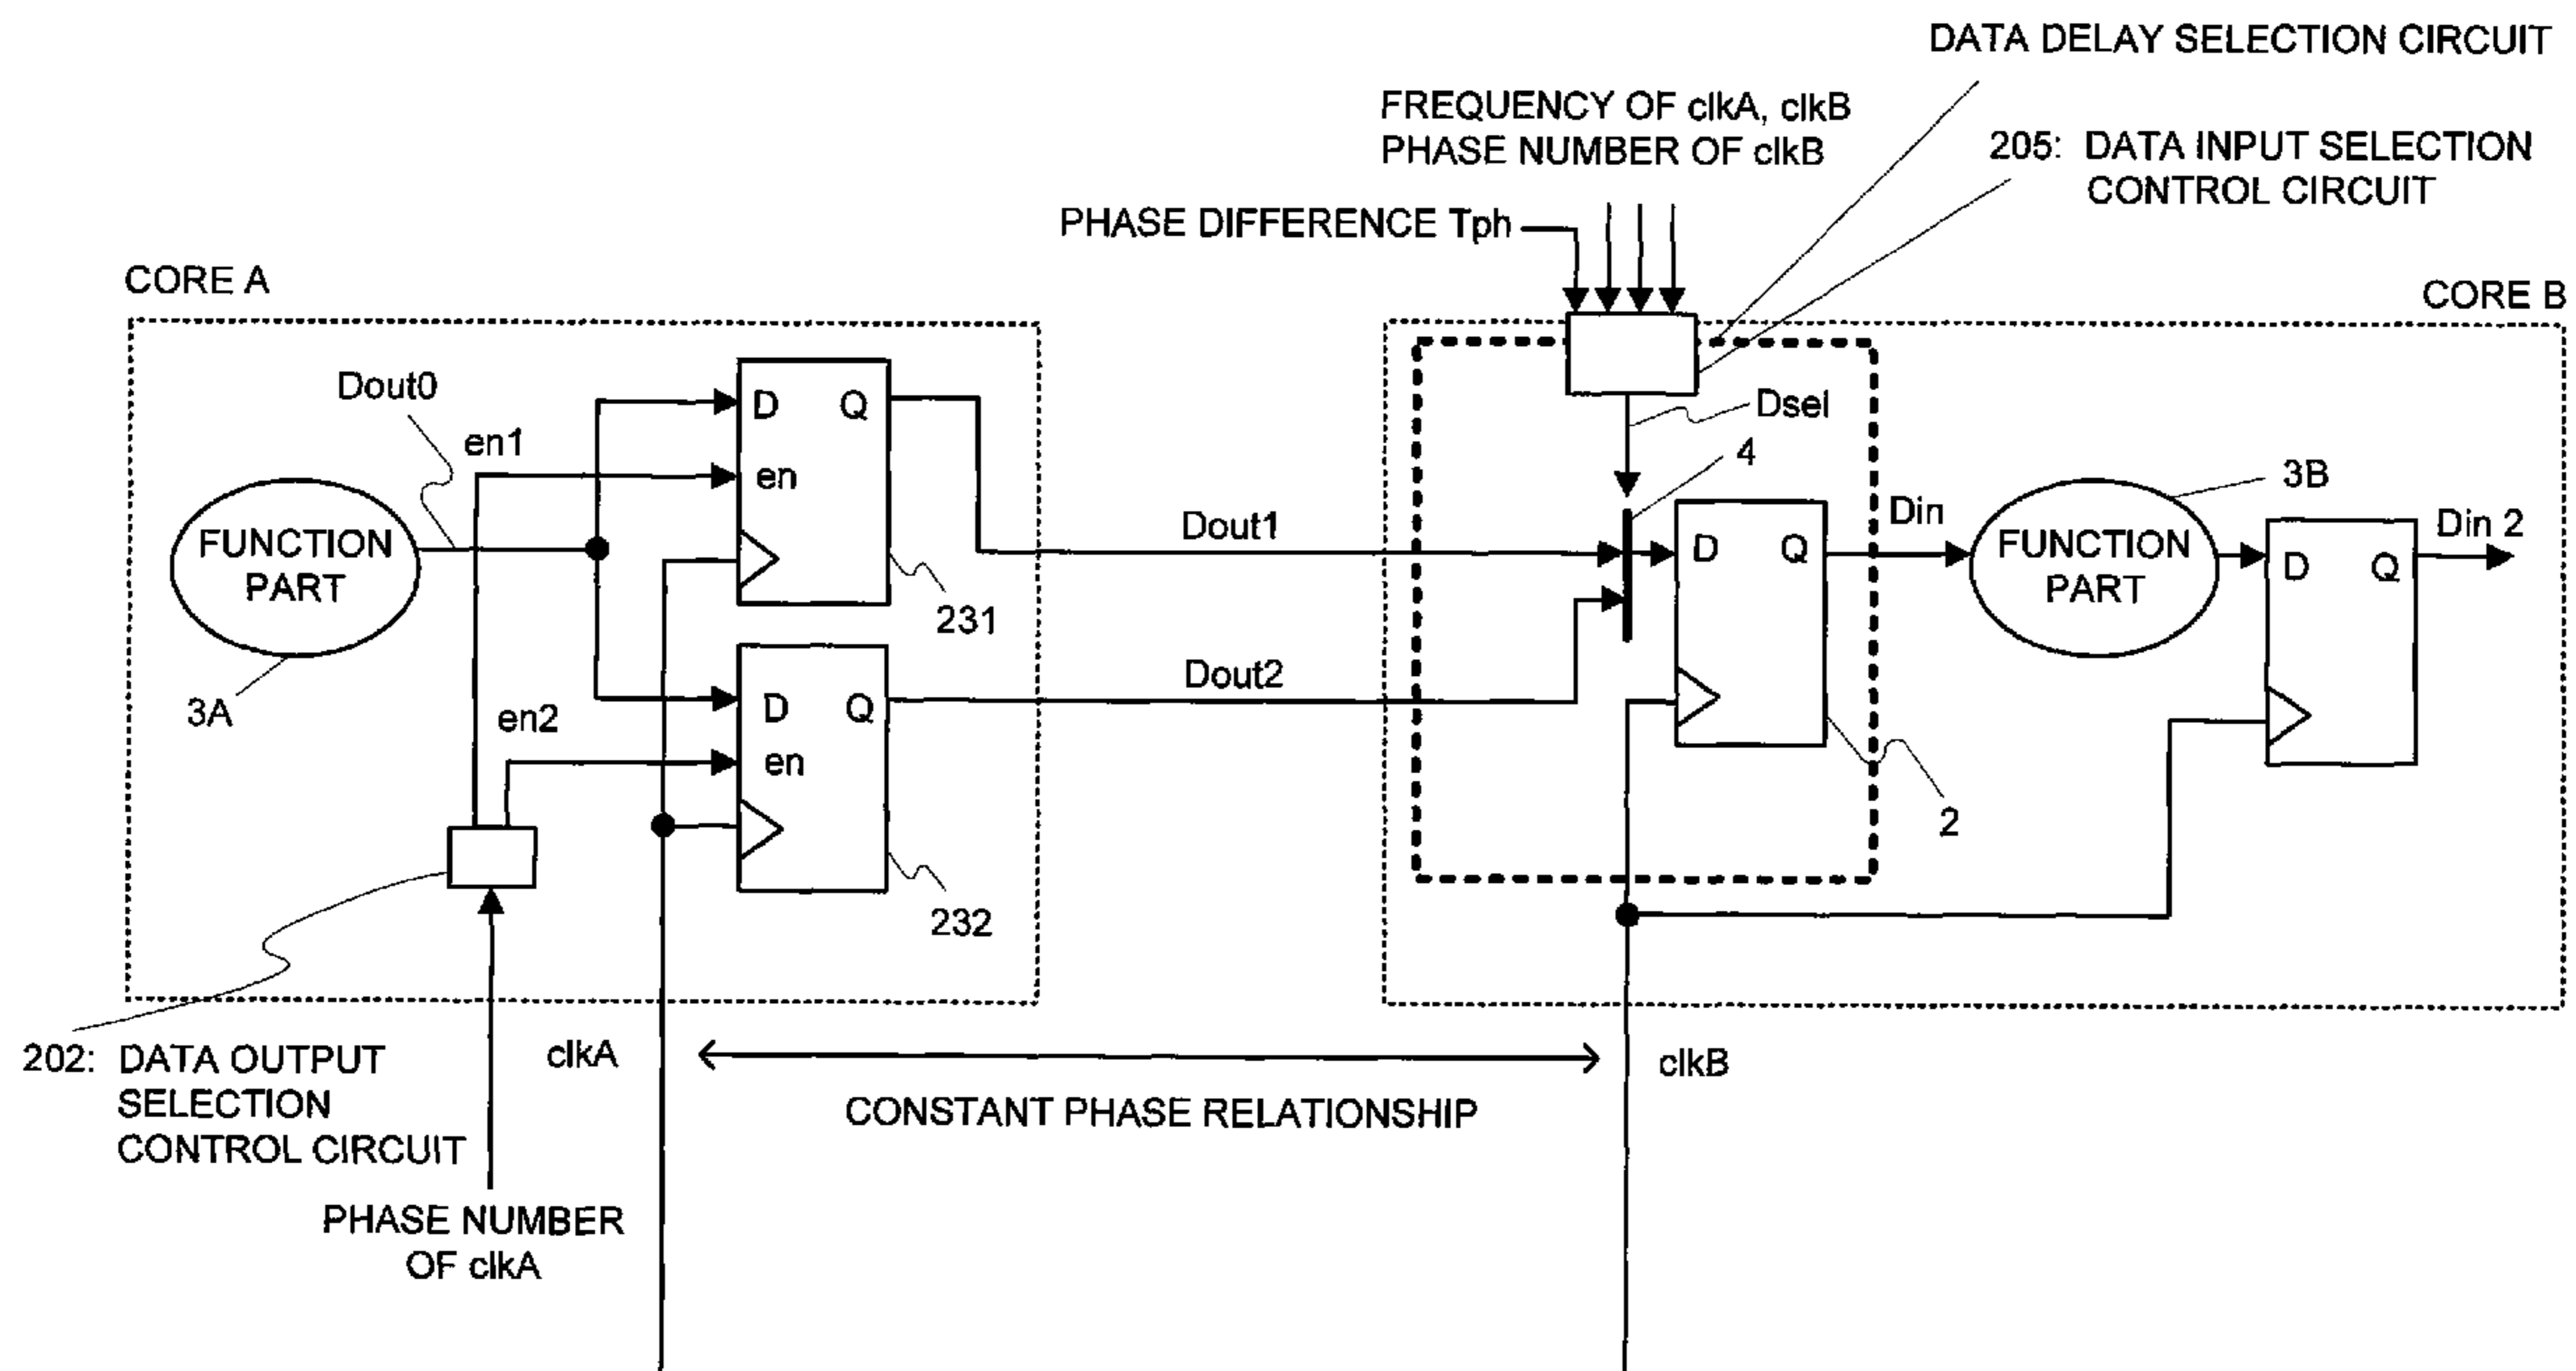 DATA DELAY SELECTION CIRCUIT
FREQUENCY OF clkA, clkB
PHASE NUMBER OF clkB
205: DATA INPUT SELECTION
CONTROL CIRCUIT
PHASE DIFFERENCE Tph
CORE A
CORE B
Dout0
D Q
Dsel
en1
en
4
3B
FUNCTION
PART
Dout1
D Q
Din
FUNCTION
PART
Din 2
D Q
231
3A
Dout2
D Q
en2
en
2
232
202: DATA OUTPUT
SELECTION
CONTROL CIRCUIT
clkA
clkB
CONSTANT PHASE RELATIONSHIP
PHASE NUMBER
OF clkA